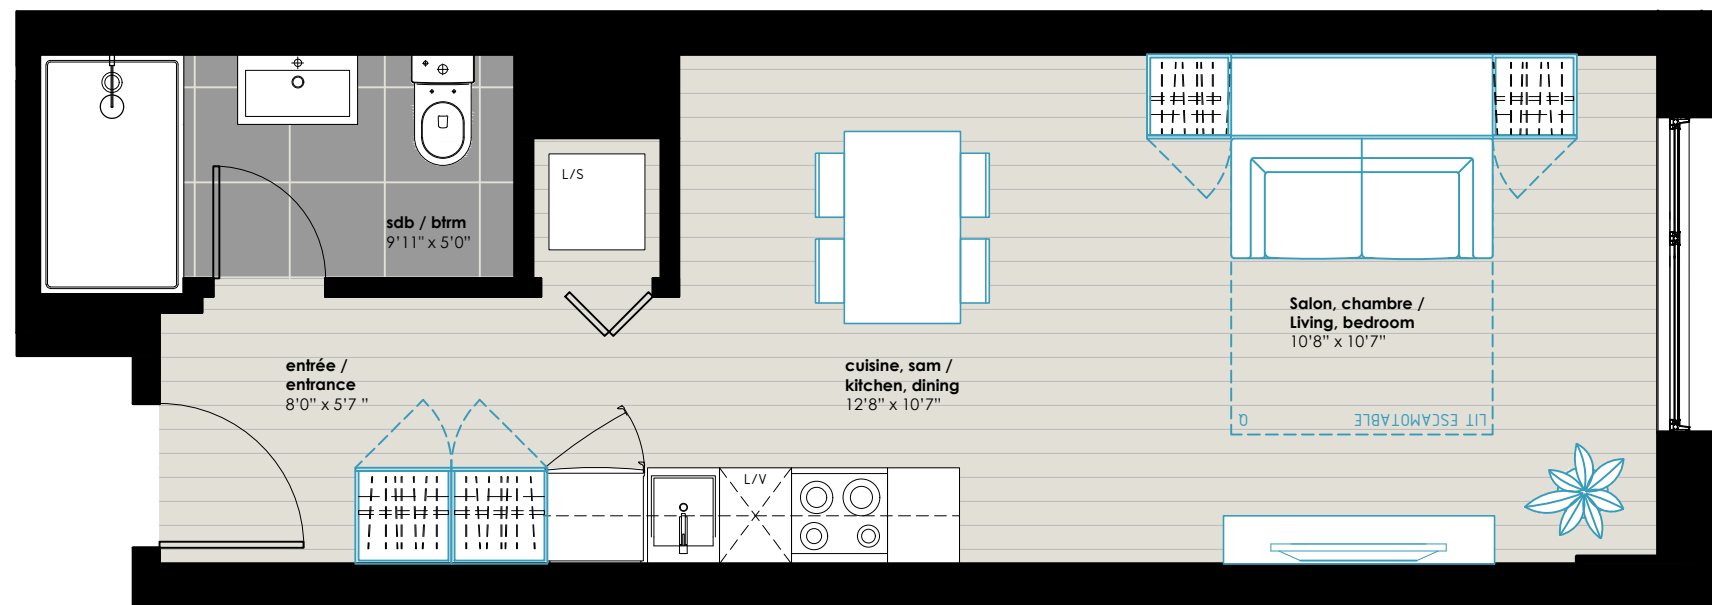 L/S
sdb / btrm
9'11" x 5'0"
Salon, chambre /
Living, bedroom
10'8" x 10'7"
entrée /
entrance
8'0" x 5'7 "
cuisine, sam /
kitchen, dining
12'8" x 10'7"
LIT ESCAMOTABLE Q
L/V